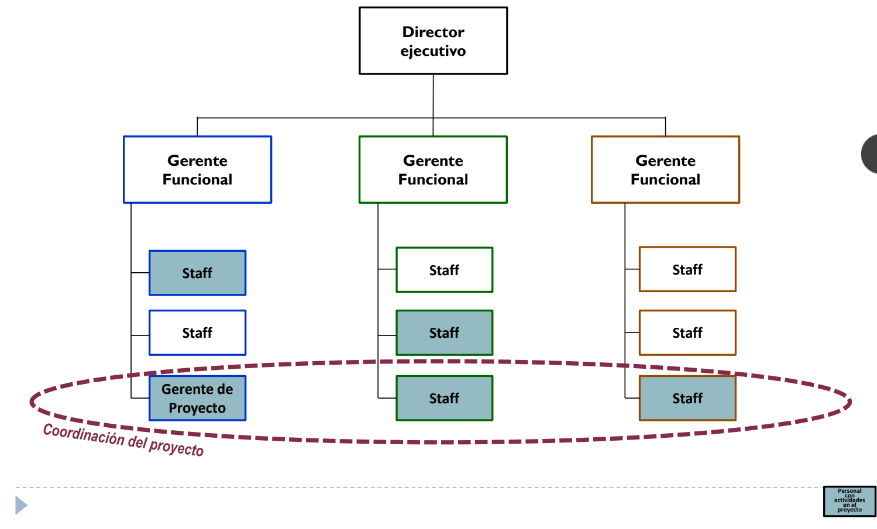 Director
ejecutivo
Gerente
Funcional
Gerente
Funcional
Gerente
Funcional
Staff
Staff
Staff
Staff
Staff
Staff
Gerente de
Proyecto
Staff
Staff
Coordinación del proyecto
Personal
con
actividades
en el
proyecto